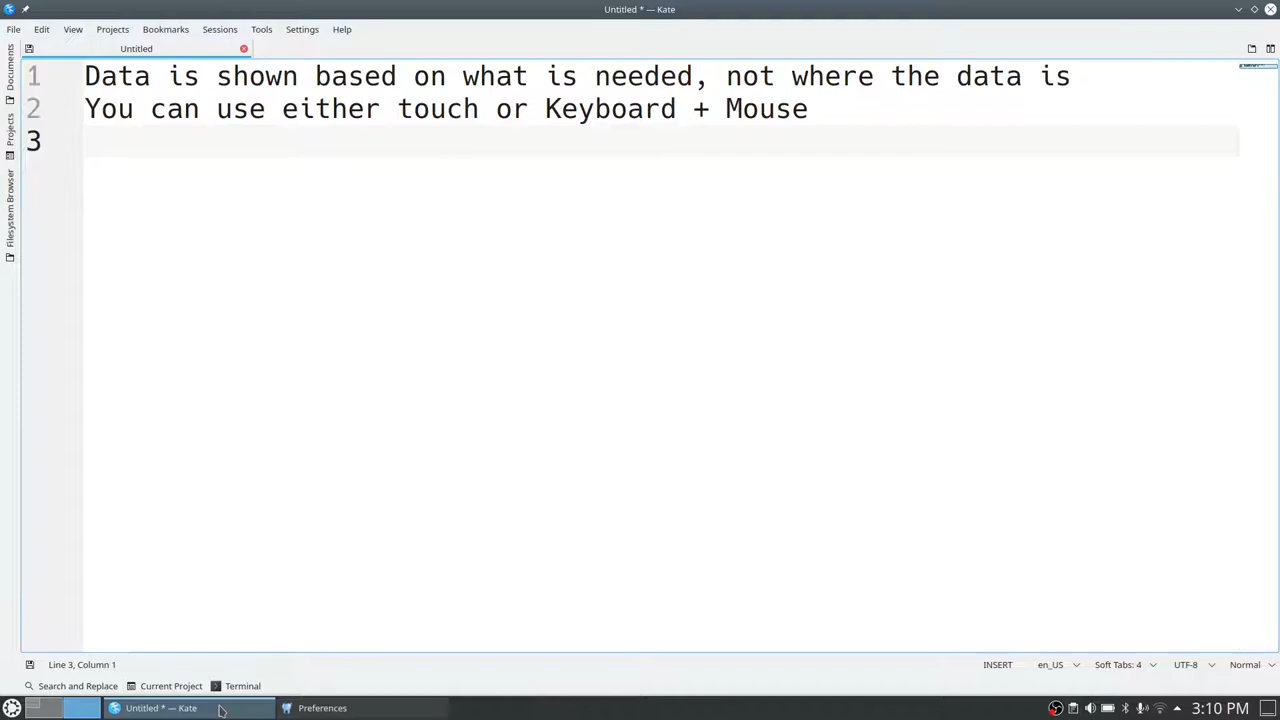 Untitled * — Kate
File Edit View Projects Bookmarks Sessions Tools Settings Help
Untitled
Documents
Projects
Filesystem Browser
1 Data is shown based on what is needed, not where the data is
2 You can use either touch or Keyboard + Mouse
3
Line 3, Column 1 INSERT en_US Soft Tabs: 4 UTF-8 Normal
Search and Replace Current Project Terminal
Untitled * — Kate Preferences 3:10 PM